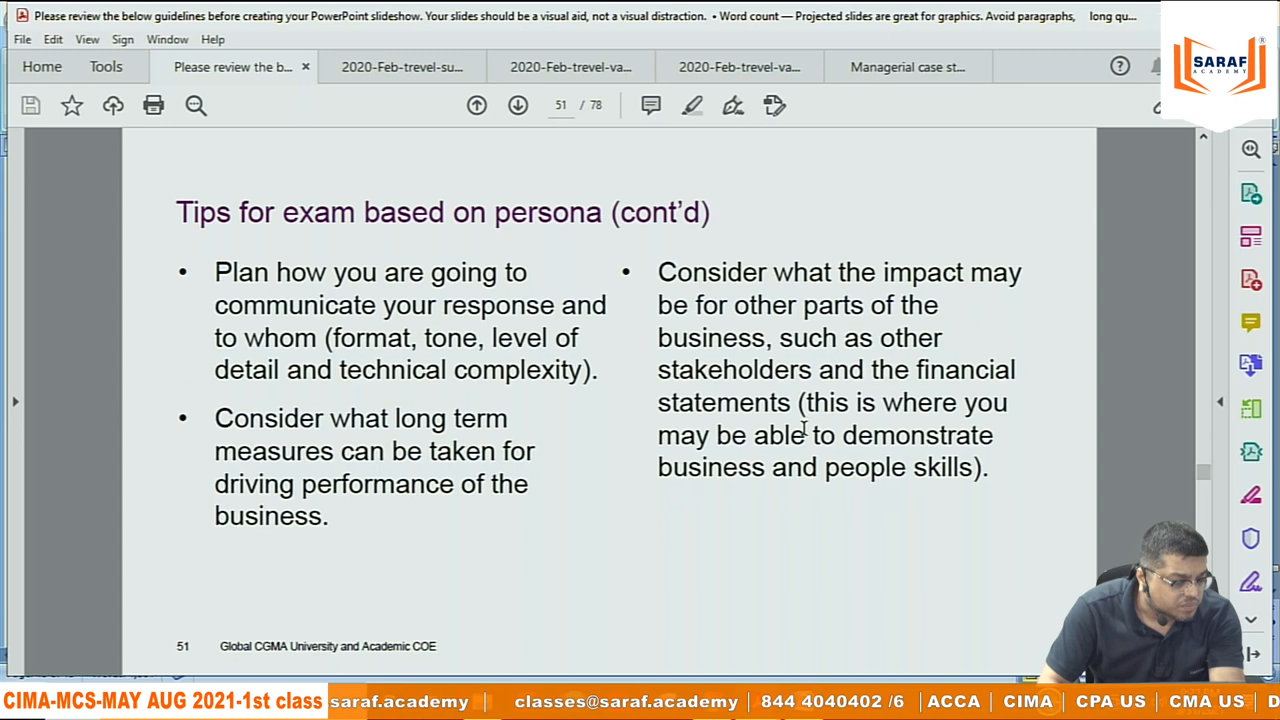 Please review the below guidelines before creating your PowerPoint slideshow. Your slides should be a visual aid, not a visual distraction. • Word count — Projected slides are great for graphics. Avoid paragraphs, long qu...
File Edit View Sign Window Help
Home Tools Please review the b... × 2020-Feb-trevel-su... 2020-Feb-trevel-va... 2020-Feb-trevel-va... Managerial case st...
51 / 78
SARAF
ACADEMY
Tips for exam based on persona (cont'd)
• Plan how you are going to
communicate your response and
to whom (format, tone, level of
detail and technical complexity).
• Consider what long term
measures can be taken for
driving performance of the
business.
• Consider what the impact may
be for other parts of the
business, such as other
stakeholders and the financial
statements (this is where you
may be able to demonstrate
business and people skills).
51 Global CGMA University and Academic COE
CIMA-MCS-MAY AUG 2021-1st class saraf.academy | classes@saraf.academy | 844 4040402 /6 | ACCA | CIMA | CPA US | CMA US | D